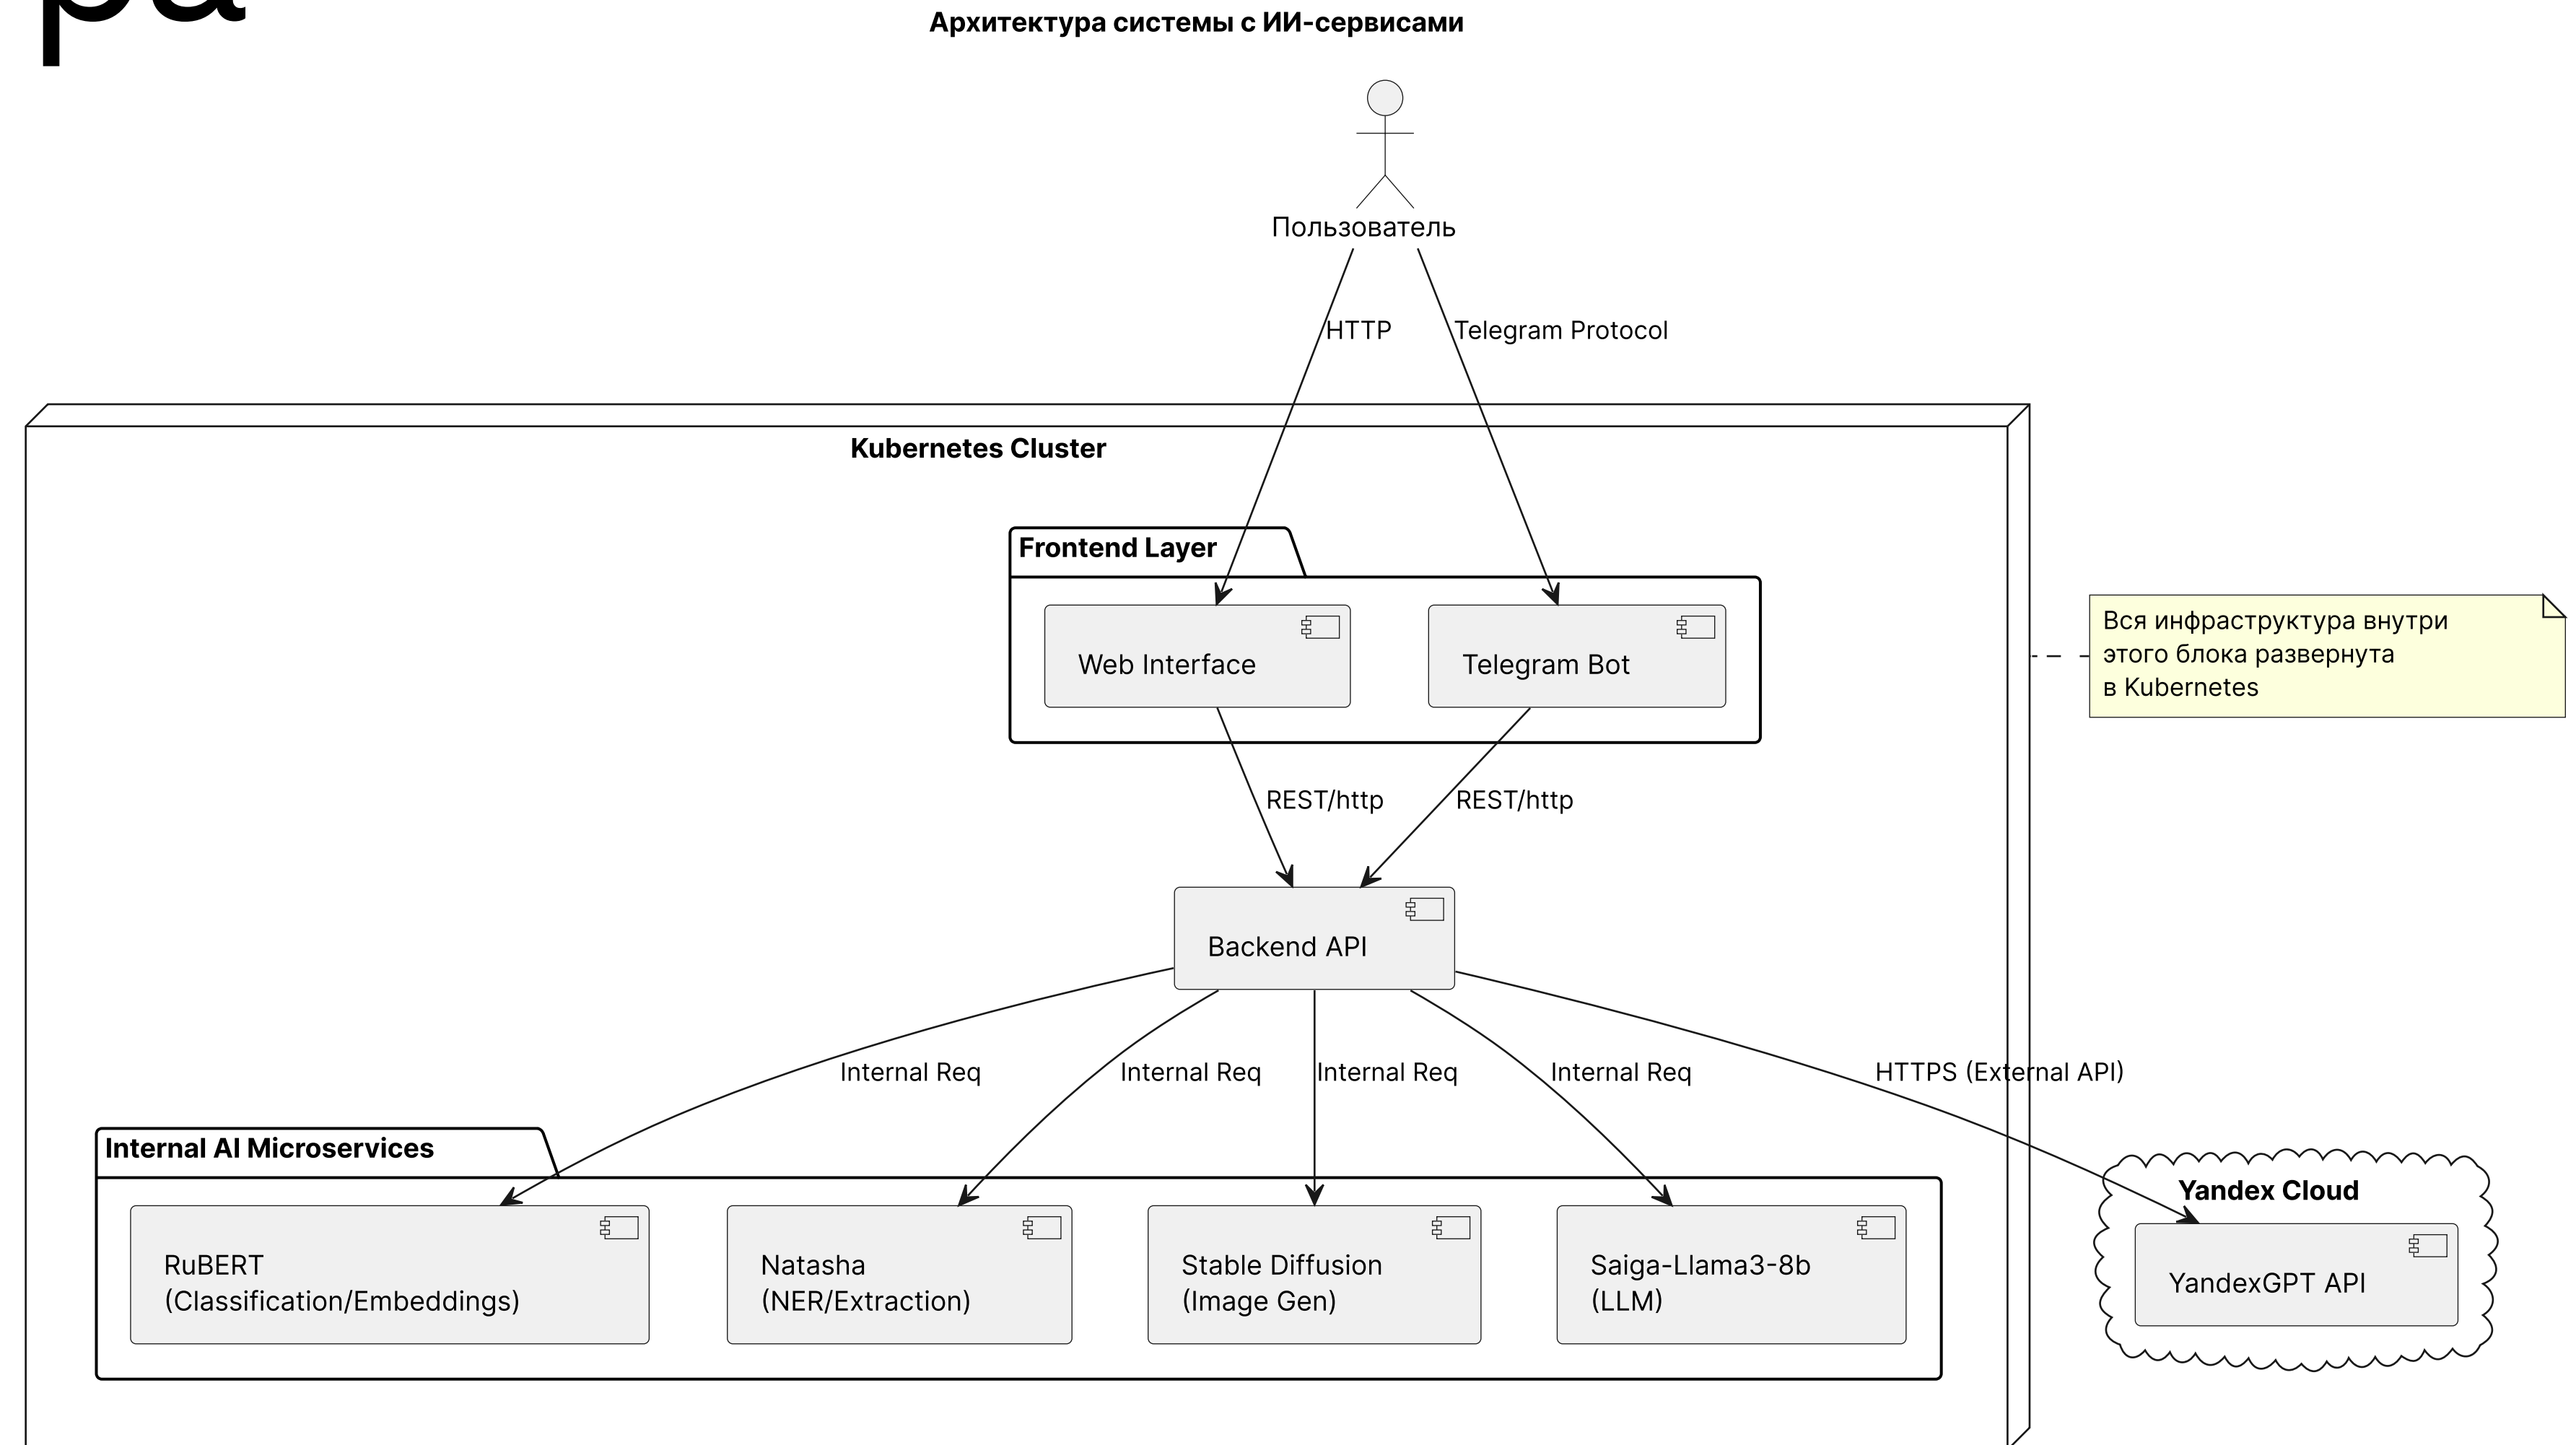 ра
Архитектура системы с ИИ-сервисами
Пользователь
HTTP
Telegram Protocol
Kubernetes Cluster
Frontend Layer
Web Interface
Telegram Bot
Вся инфраструктура внутри
этого блока развернута
в Kubernetes
REST/http
REST/http
Backend API
Internal Req
Internal Req
Internal Req
Internal Req
HTTPS (External API)
Internal AI Microservices
RuBERT
(Classification/Embeddings)
Natasha
(NER/Extraction)
Stable Diffusion
(Image Gen)
Saiga-Llama3-8b
(LLM)
Yandex Cloud
YandexGPT API